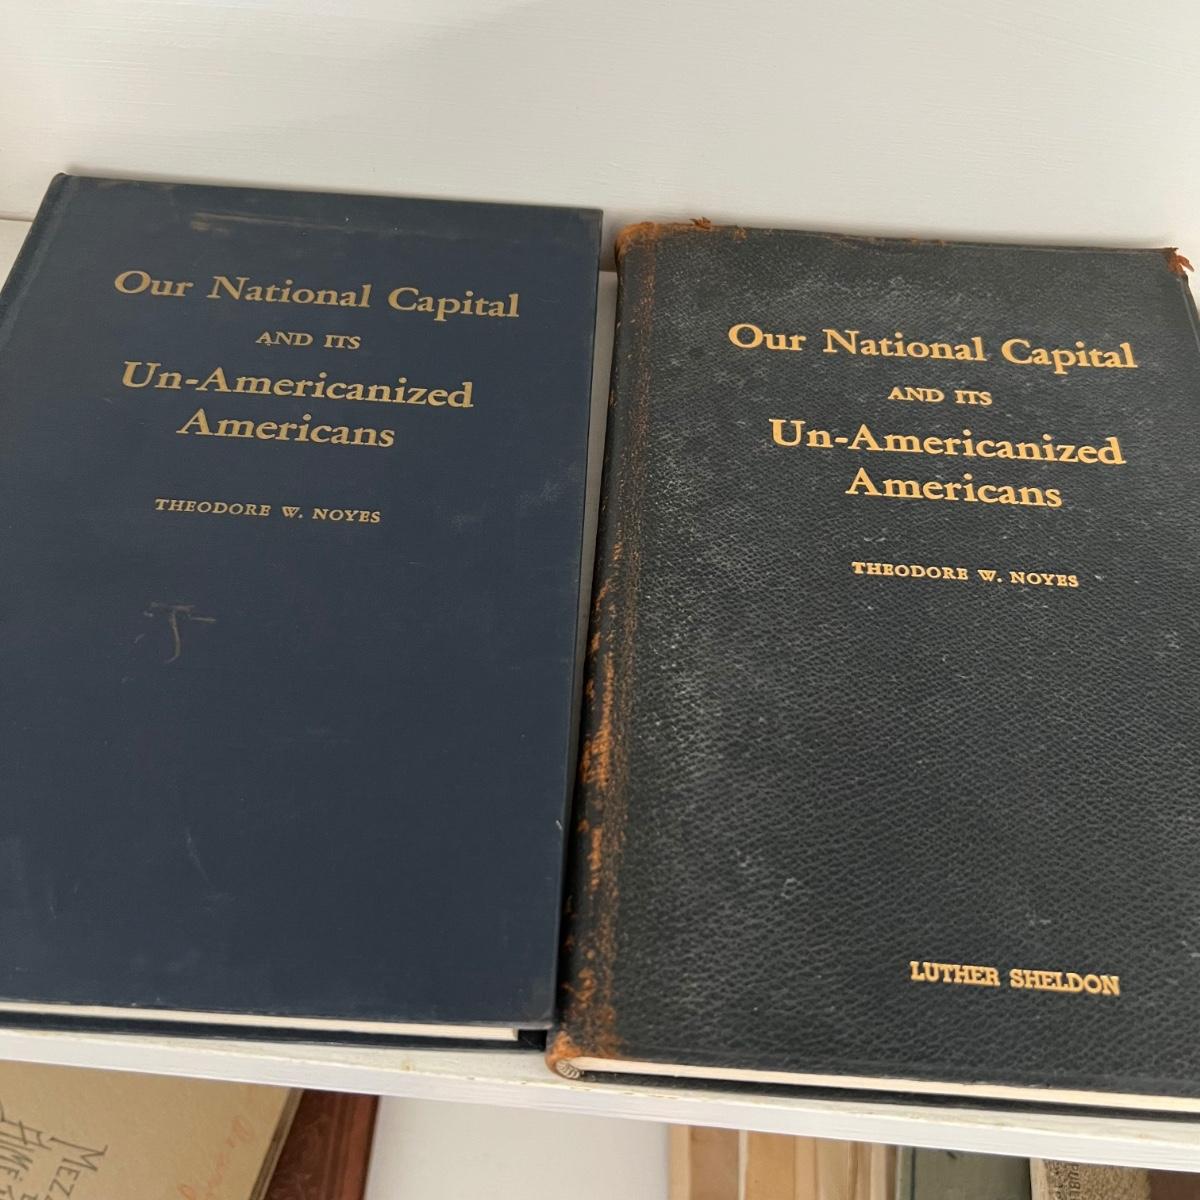 Our National Capital
AND ITS
Un-Americanized
Americans
THEODORE W. NOYES
Our National Capital
AND ITS
Un-Americanized
Americans
THEODORE W. NOYES
LUTHER SHELDON